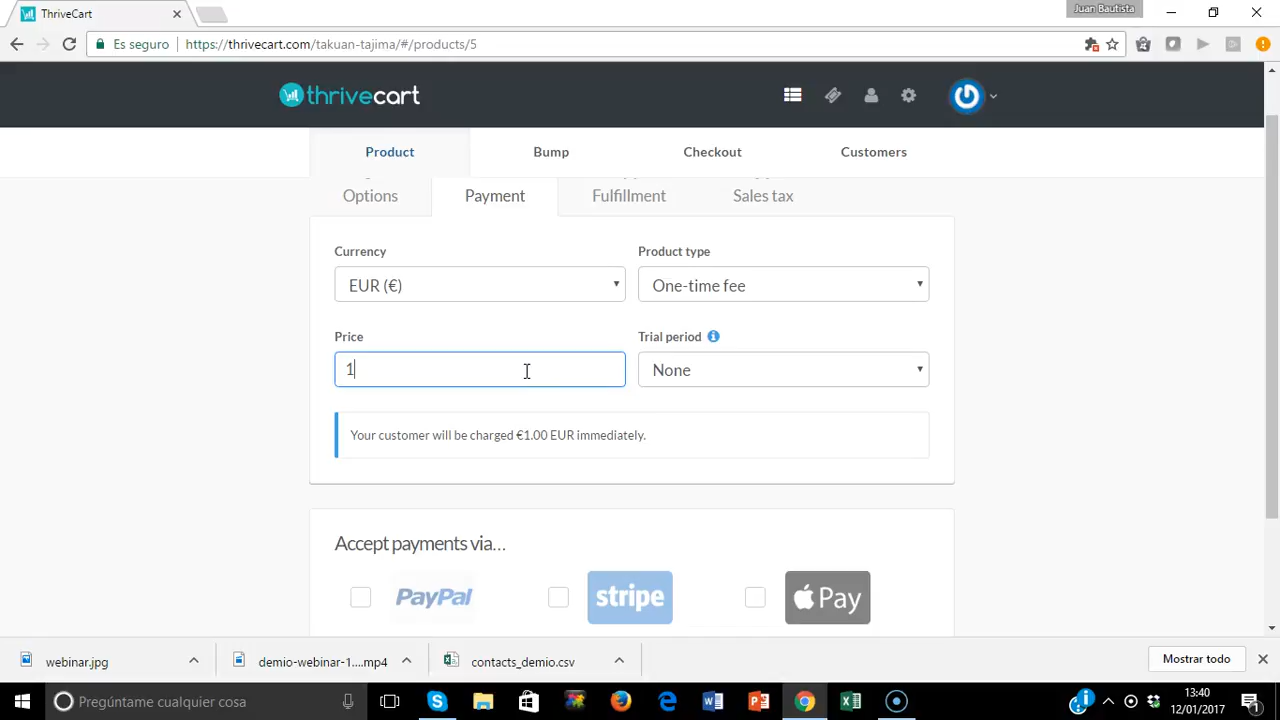 ThriveCart
Juan Bautista
Es seguro
https://thrivecart.com/takuan-tajima/#/products/5
thrivecart
Product
Bump
Checkout
Customers
Options
Payment
Fulfillment
Sales tax
Currency
Product type
EUR (€)
One-time fee
Price
Trial period
1
None
Your customer will be charged €1.00 EUR immediately.
Accept payments via...
PayPal
stripe
Pay
webinar.jpg
demio-webinar-1....mp4
contacts_demio.csv
Mostrar todo
Pregúntame cualquier cosa
13:40
12/01/2017